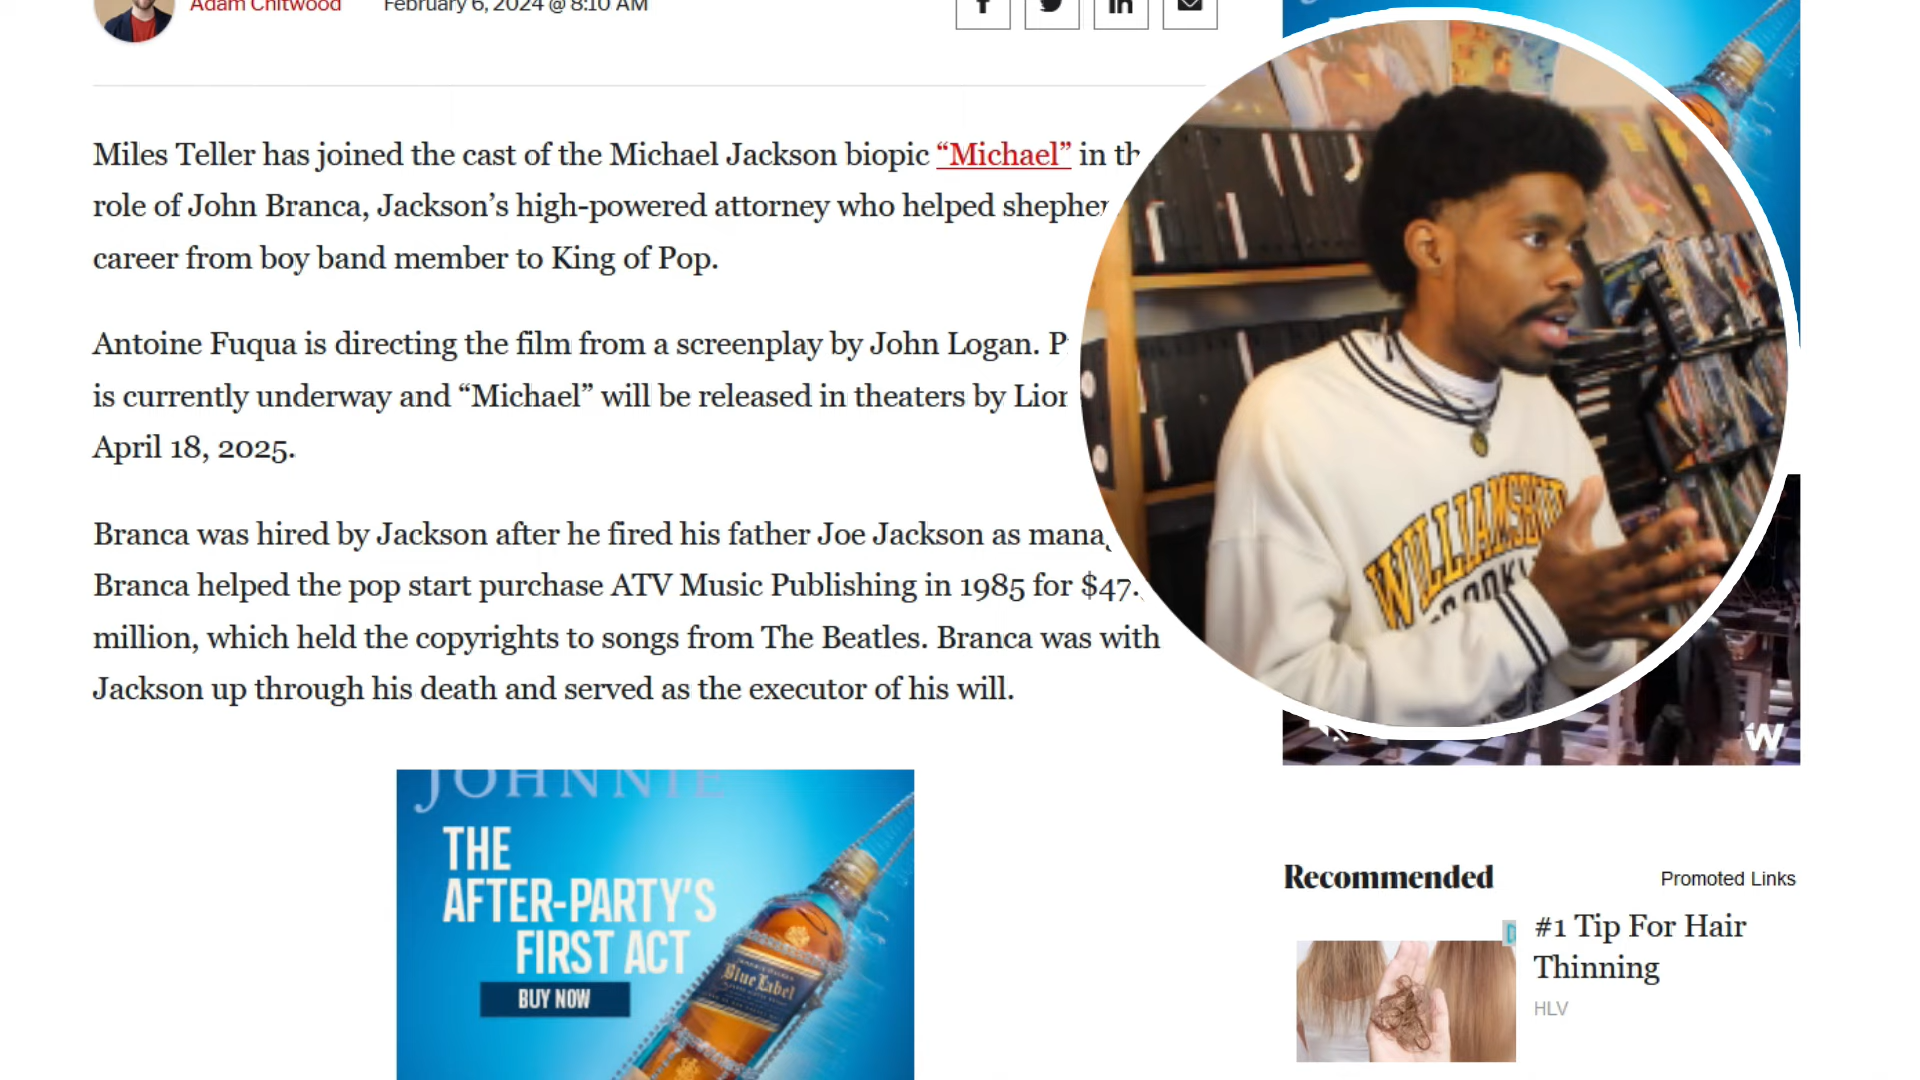 Adam Chitwood February 6, 2024 @ 8:10 AM
Miles Teller has joined the cast of the Michael Jackson biopic “Michael” in
role of John Branca, Jackson’s high-powered attorney who helped
career from boy band member to King of Pop.
Antoine Fuqua is directing the film from a screenplay by John Logan.
is currently underway and “Michael” will be released in theaters by
April 18, 2025.
Branca was hired by Jackson after he fired his father Joe Jackson as
Branca helped the pop start purchase ATV Music Publishing in 1985 for $47.
million, which held the copyrights to songs from The Beatles. Branca was with
Jackson up through his death and served as the executor of his will.
WILLIAMSBURG
W
JOHNNIE
THE
AFTER-PARTY’S
FIRST ACT
BUY NOW
Blue Label
Recommended Promoted Links
#1 Tip For Hair
Thinning
HLV